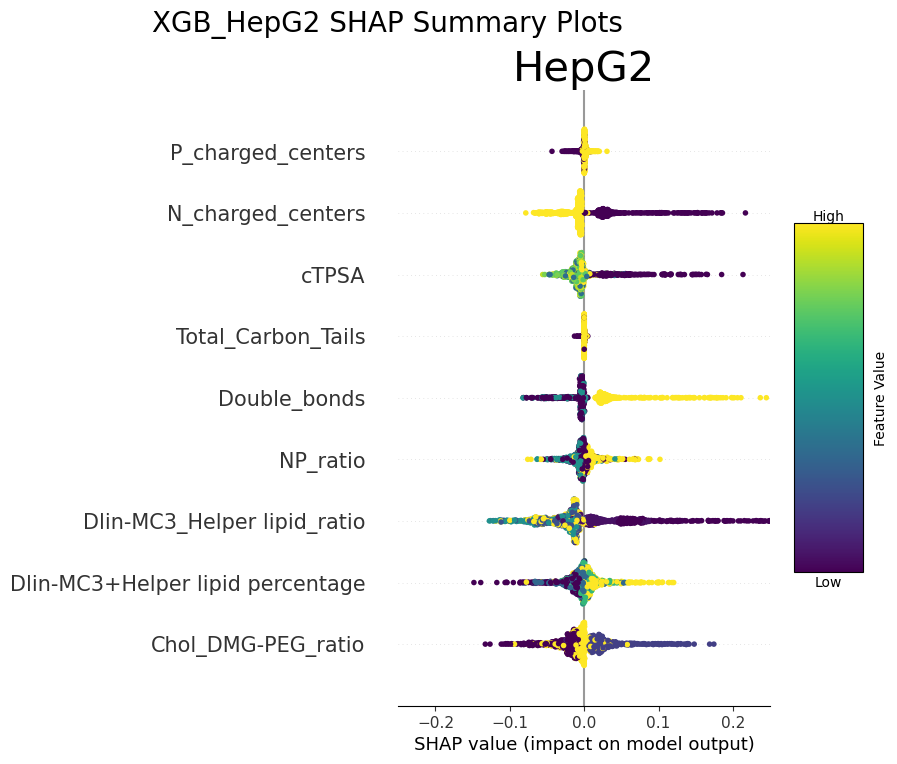 XGB_HepG2 SHAP Summary Plots
HepG2
P_charged_centers
N_charged_centers
cTPSA
Total_Carbon_Tails
Double_bonds
NP_ratio
Dlin-MC3_Helper lipid_ratio
Dlin-MC3+Helper lipid percentage
Chol_DMG-PEG_ratio
−0.2 −0.1 0.0 0.1 0.2
SHAP value (impact on model output)
High
Feature Value
Low